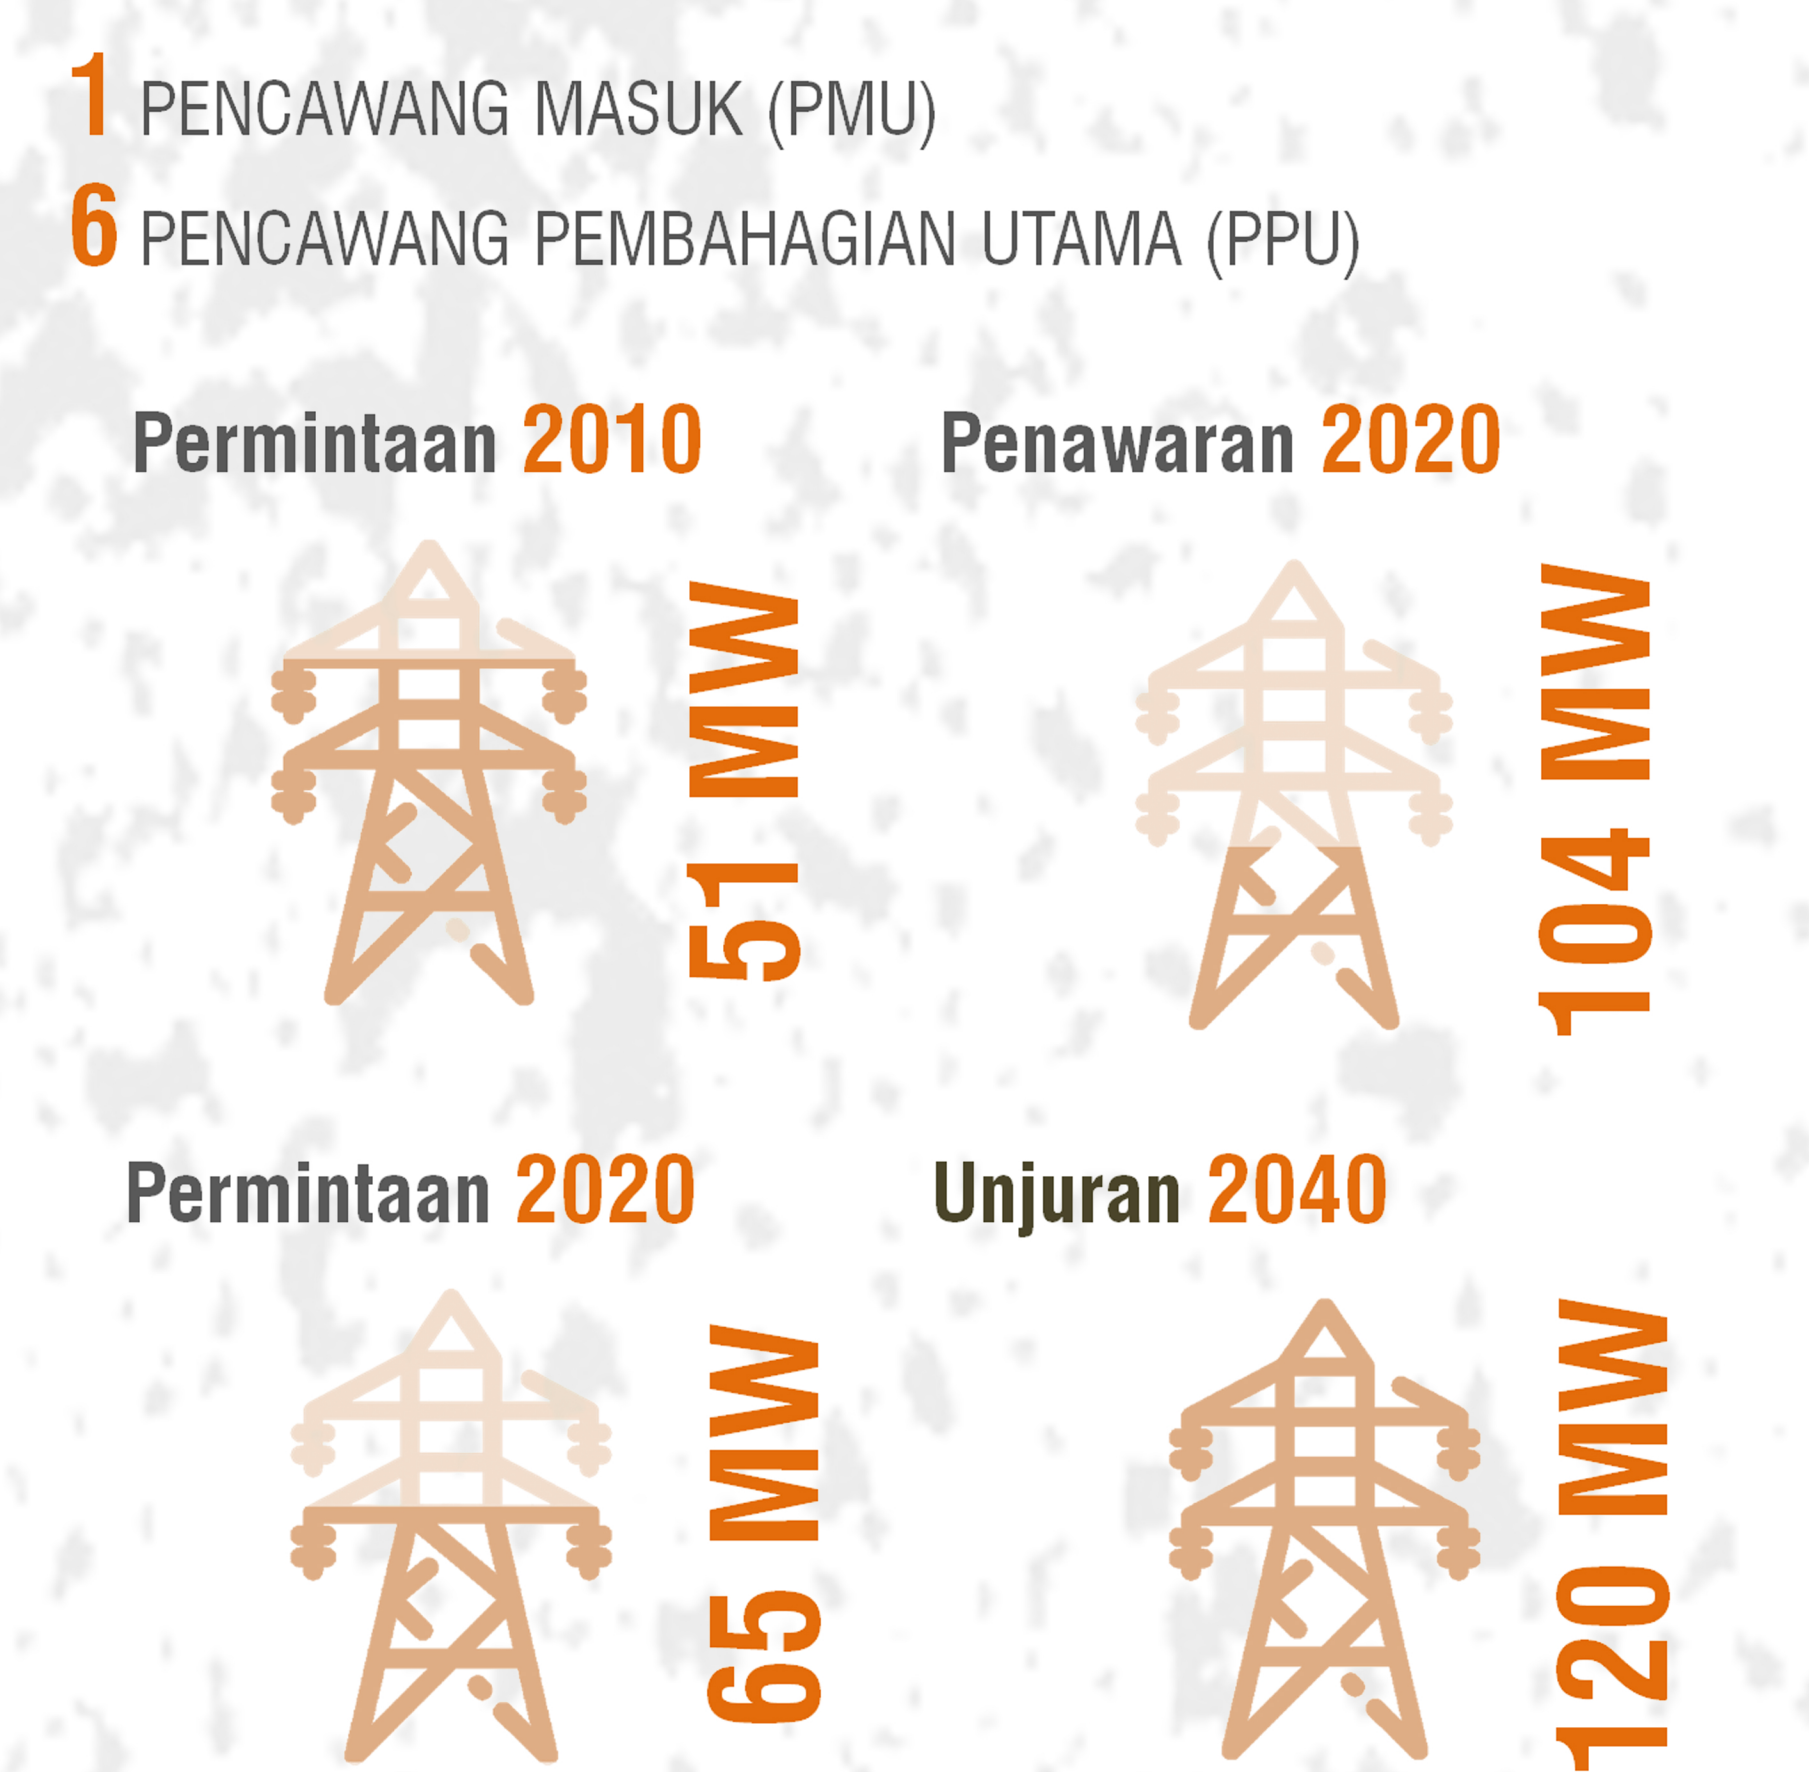 1 PENCAWANG MASUK (PMU)
6 PENCAWANG PEMBAHAGIAN UTAMA (PPU)
Permintaan 2010
51 MW
Penawaran 2020
104 MW
Permintaan 2020
65 MW
Unjuran 2040
120 MW